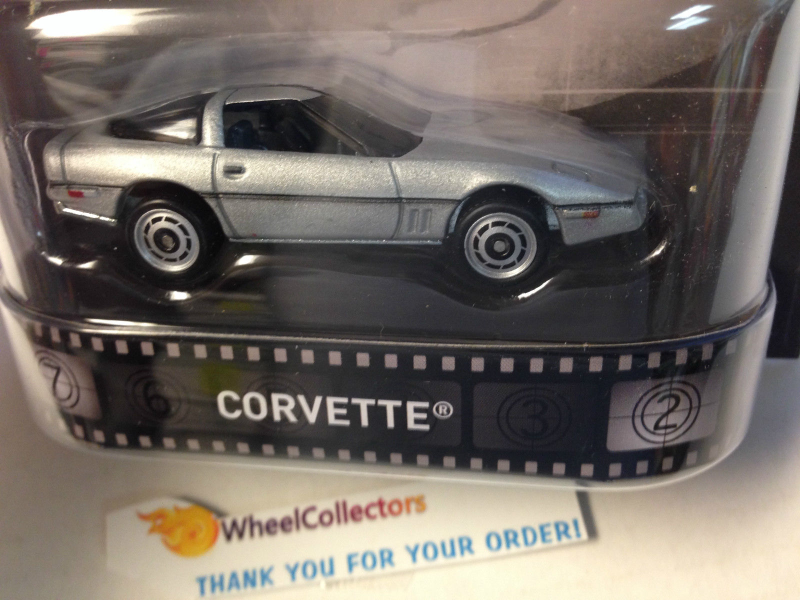 7 6 3 2
CORVETTE®
WheelCollectors
THANK YOU FOR YOUR ORDER!